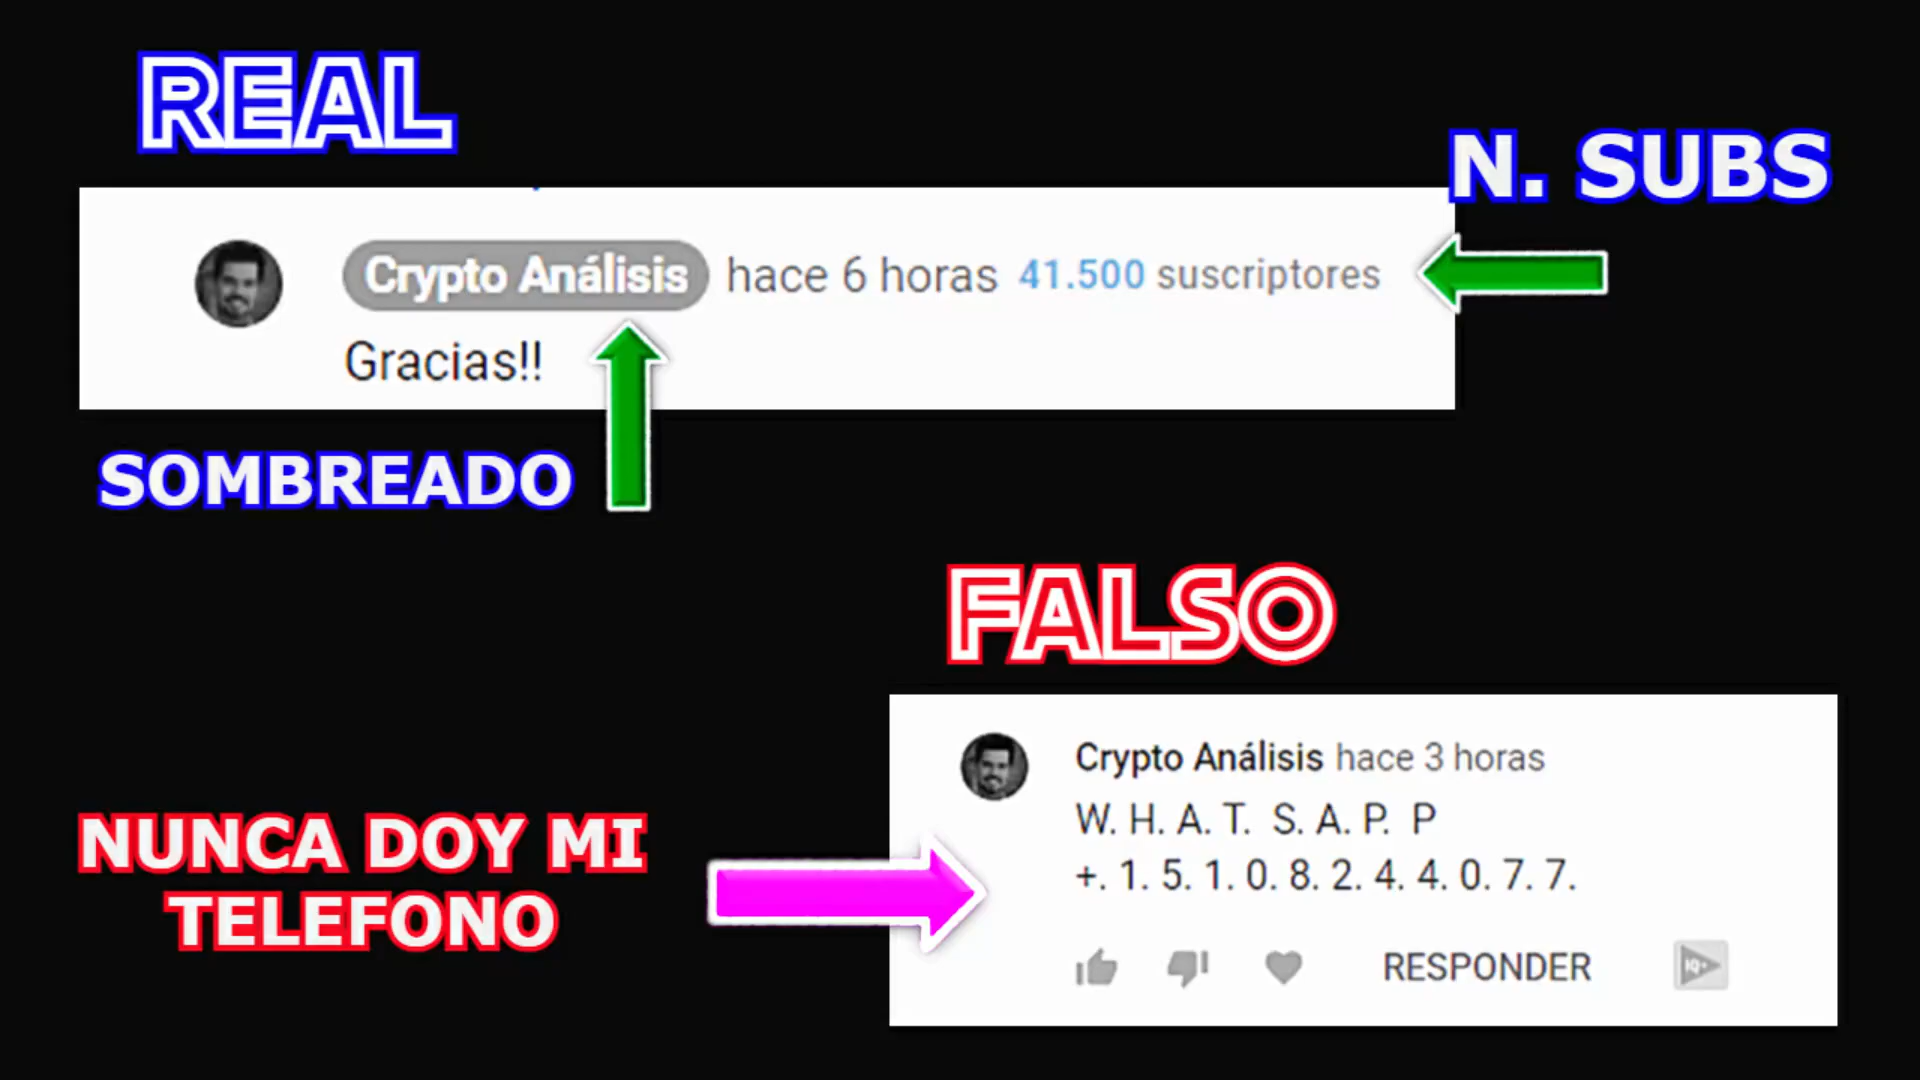 REAL
N. SUBS
Crypto Análisis hace 6 horas 41.500 suscriptores
Gracias!!
SOMBREADO
FALSO
Crypto Análisis hace 3 horas
W. H. A. T. S. A. P. P
+. 1. 5. 1. 0. 8. 2. 4. 4. 0. 7. 7.
NUNCA DOY MI
TELEFONO
RESPONDER
IQ+